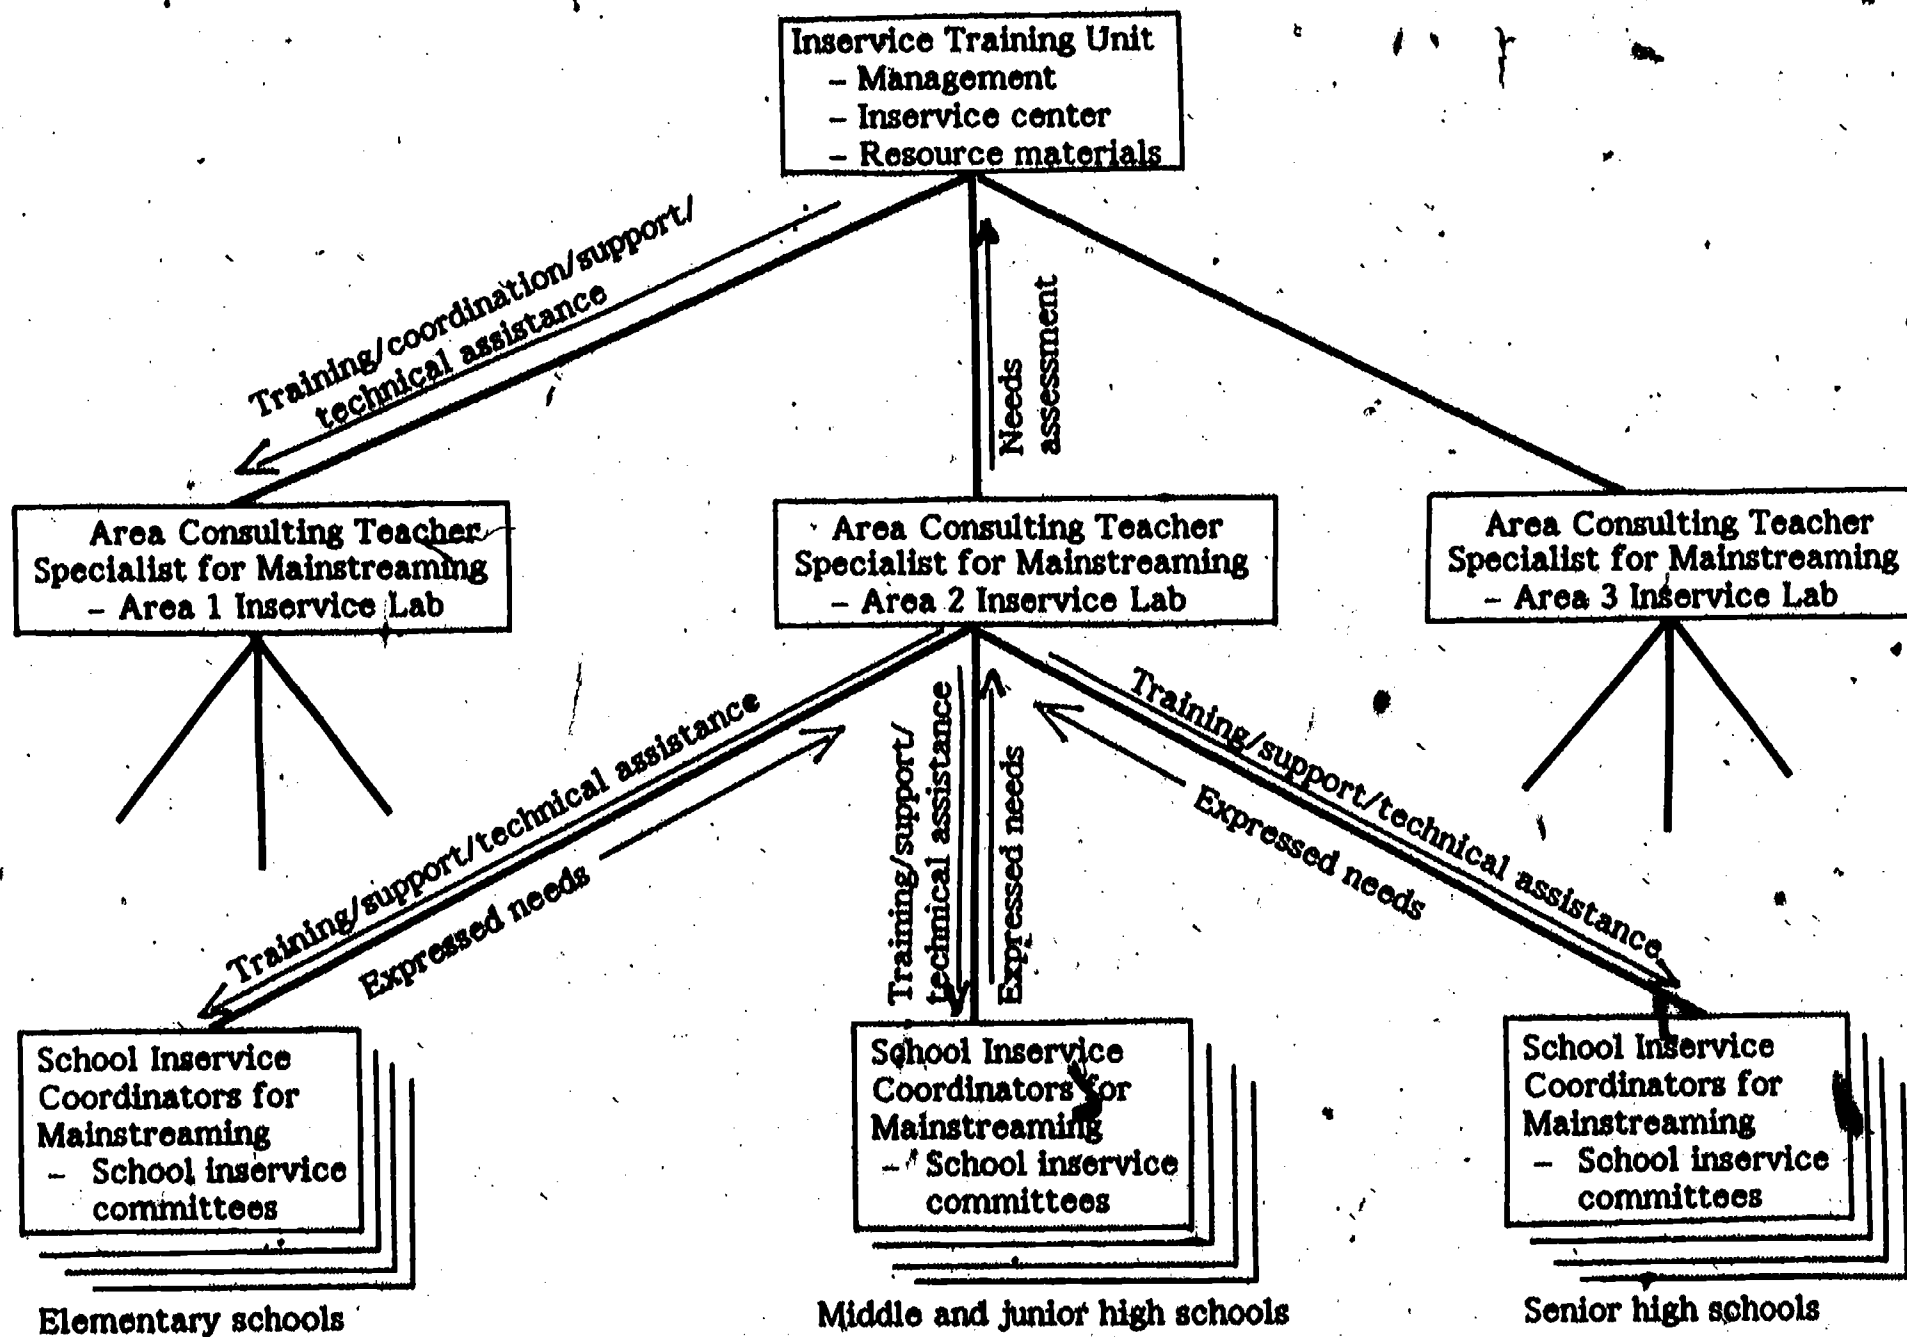 Inservice Training Unit
– Management
– Inservice center
– Resource materials
Training/coordination/support/
technical assistance
Needs
assessment
Area Consulting Teacher
Specialist for Mainstreaming
– Area 1 Inservice Lab
Area Consulting Teacher
Specialist for Mainstreaming
– Area 2 Inservice Lab
Area Consulting Teacher
Specialist for Mainstreaming
– Area 3 Inservice Lab
Training/support/technical assistance
Expressed needs
Training/support/
technical assistance
Expressed needs
Training/support/technical assistance
Expressed needs
School Inservice
Coordinators for
Mainstreaming
– School inservice
committees
Elementary schools
School Inservice
Coordinators for
Mainstreaming
– School inservice
committees
Middle and junior high schools
School Inservice
Coordinators for
Mainstreaming
– School inservice
committees
Senior high schools